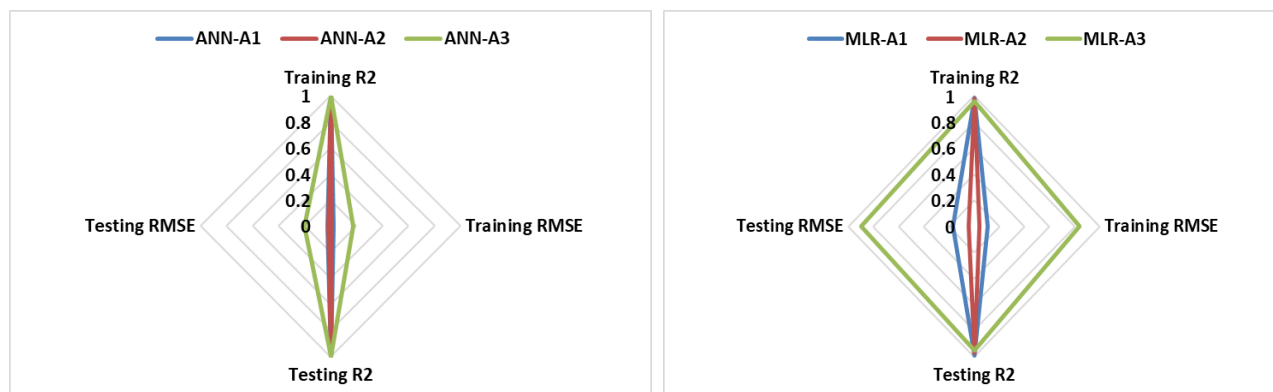 ANN-A1 ANN-A2 ANN-A3
Training R2
1
0.8
0.6
0.4
0.2
0
Testing RMSE
Training RMSE
Testing R2
MLR-A1 MLR-A2 MLR-A3
Training R2
1
0.8
0.6
0.4
0.2
0
Testing RMSE
Training RMSE
Testing R2